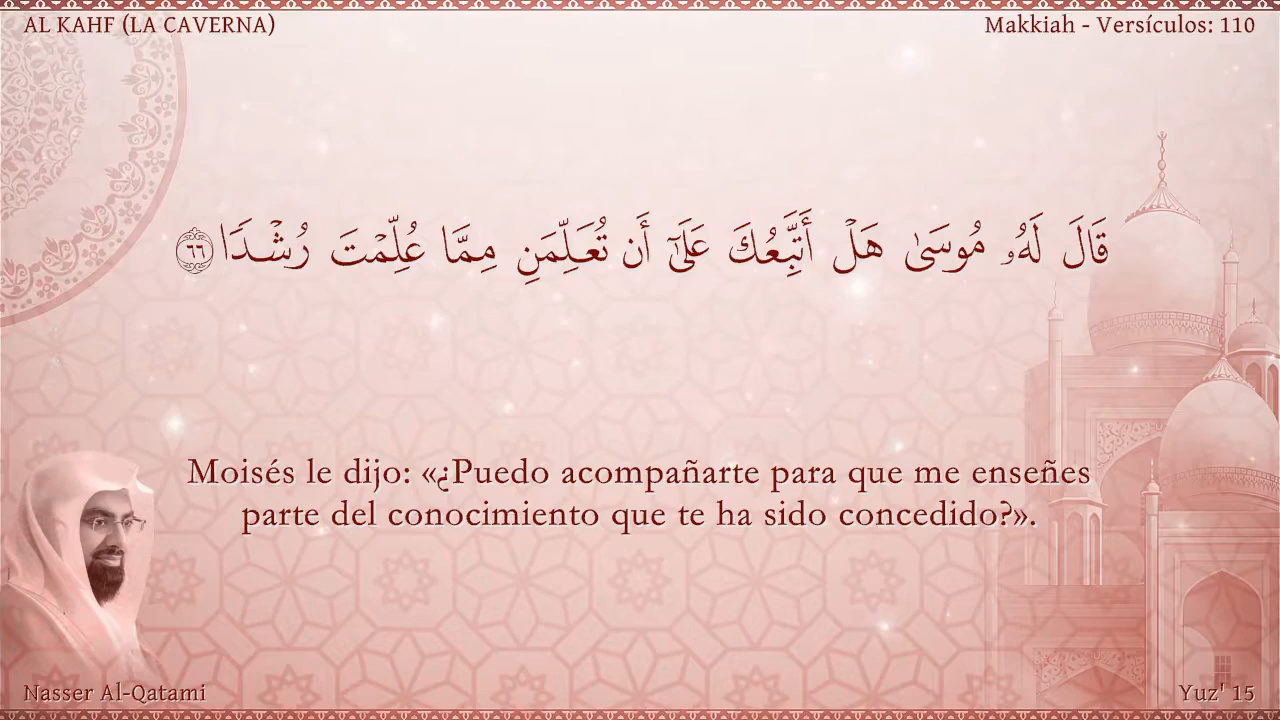 AL KAHF (LA CAVERNA)
Makkiah - Versículos: 110
قَالَ لَهُۥ مُوسَىٰ هَلْ أَتَّبِعُكَ عَلَىٰٓ أَن تُعَلِّمَنِ مِمَّا عُلِّمْتَ رُشْدًا ٦٦
Moisés le dijo: «¿Puedo acompañarte para que me enseñes
parte del conocimiento que te ha sido concedido?».
Nasser Al-Qatami
Yuz' 15